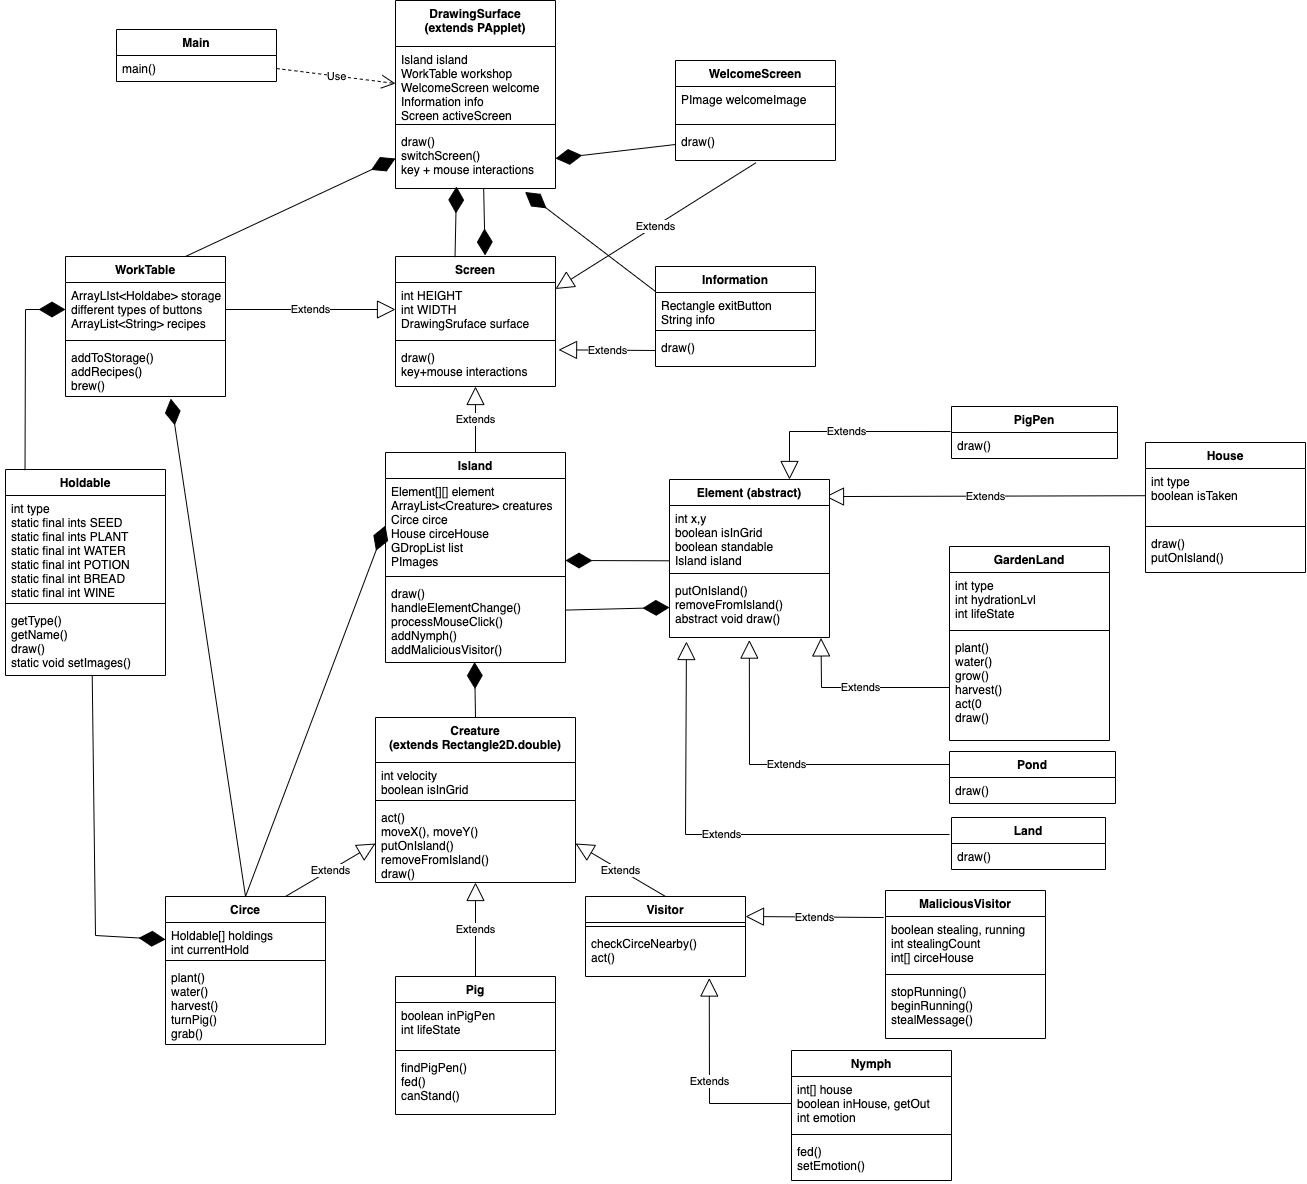 DrawingSurface
(extends PApplet)
Island island
WorkTable workshop
WelcomeScreen welcome
Information info
Screen activeScreen
draw()
switchScreen()
key + mouse interactions
Main
main()
Use
WelcomeScreen
PImage welcomeImage
draw()
Extends
WorkTable
ArrayLIst<Holdabe> storage
different types of buttons
ArrayList<String> recipes
addToStorage()
addRecipes()
brew()
Extends
Screen
int HEIGHT
int WIDTH
DrawingSruface surface
draw()
key+mouse interactions
Information
Rectangle exitButton
String info
draw()
Extends
Extends
Holdable
int type
static final ints SEED
static final ints PLANT
static final int WATER
static final int POTION
static final int BREAD
static final int WINE
getType()
getName()
draw()
static void setImages()
Island
Element[][] element
ArrayList<Creature> creatures
Circe circe
House circeHouse
GDropList list
PImages
draw()
handleElementChange()
processMouseClick()
addNymph()
addMaliciousVisitor()
Element (abstract)
int x,y
boolean isInGrid
boolean standable
Island island
putOnIsland()
removeFromIsland()
abstract void draw()
Extends
PigPen
draw()
Extends
House
int type
boolean isTaken
draw()
putOnIsland()
GardenLand
int type
int hydrationLvl
int lifeState
plant()
water()
grow()
harvest()
act(0
draw()
Extends
Extends
Pond
draw()
Extends
Land
draw()
Creature
(extends Rectangle2D.double)
int velocity
boolean isInGrid
act()
moveX(), moveY()
putOnIsland()
removeFromIsland()
draw()
Extends
Extends
Extends
Circe
Holdable[] holdings
int currentHold
plant()
water()
harvest()
turnPig()
grab()
Pig
boolean inPigPen
int lifeState
findPigPen()
fed()
canStand()
Visitor
checkCirceNearby()
act()
Extends
MaliciousVisitor
boolean stealing, running
int stealingCount
int[] circeHouse
stopRunning()
beginRunning()
stealMessage()
Extends
Nymph
int[] house
boolean inHouse, getOut
int emotion
fed()
setEmotion()